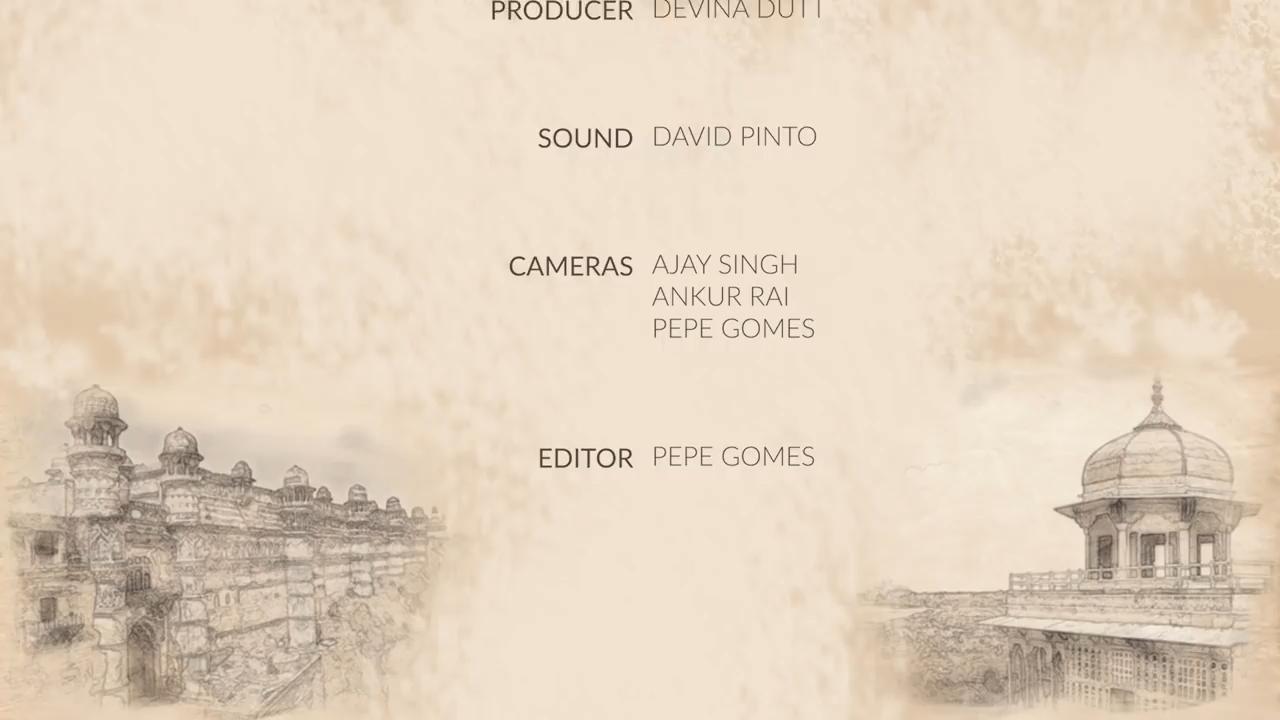 PRODUCER DEVINA DUTT
SOUND DAVID PINTO
CAMERAS AJAY SINGH
ANKUR RAI
PEPE GOMES
EDITOR PEPE GOMES